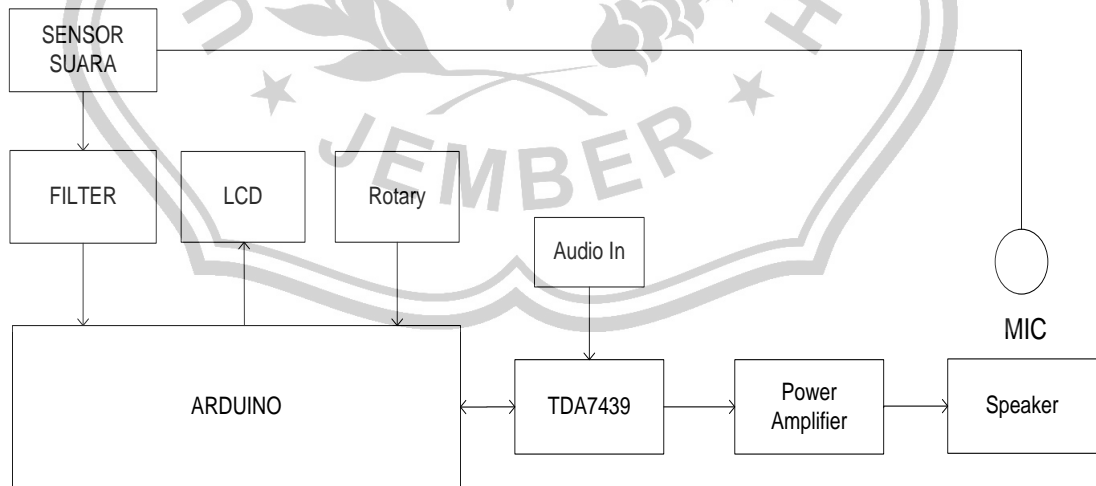 SENSOR
SUARA
FILTER
LCD
Rotary
Audio In
MIC
ARDUINO
TDA7439
Power
Amplifier
Speaker
U
H
JEMBER